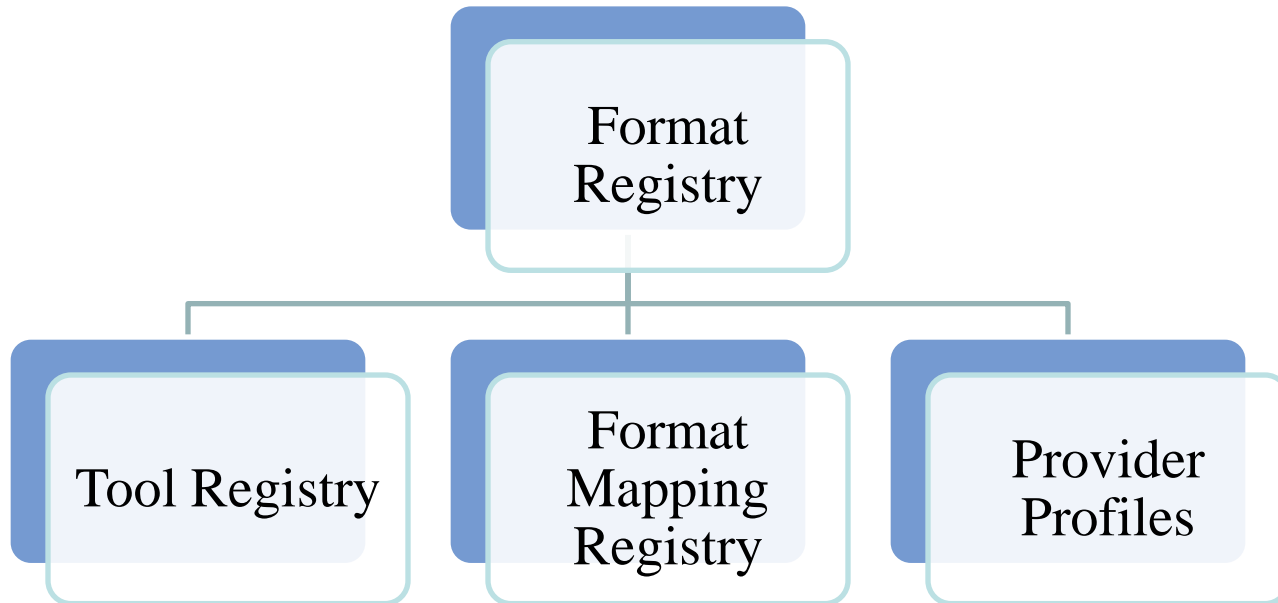 Format
Registry
Tool Registry
Format
Mapping
Registry
Provider
Profiles